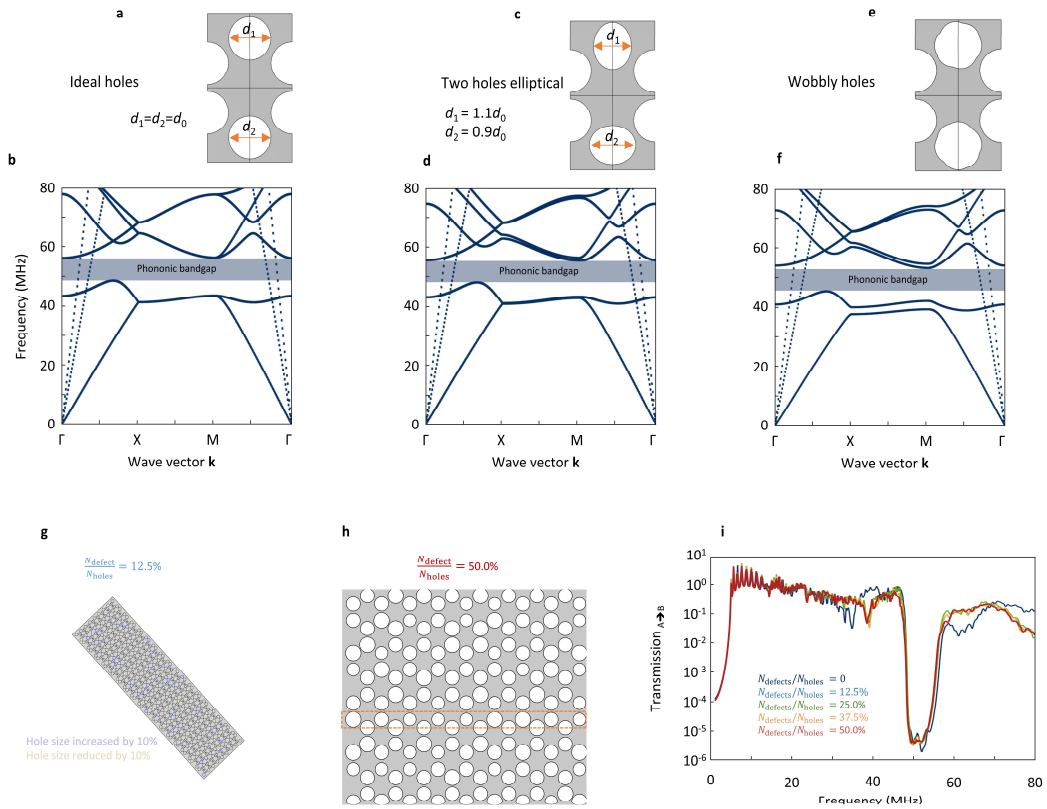 a
Ideal holes
d1=d2=d0
d1
d2
c
Two holes elliptical
d1 = 1.1d0
d2 = 0.9d0
d1
d2
e
Wobbly holes
b
Frequency (MHz)
80
60
40
20
0
Phononic bandgap
Γ X M Γ
Wave vector k
d
80
60
40
20
0
Phononic bandgap
Γ X M Γ
Wave vector k
f
80
60
40
20
0
Phononic bandgap
Γ X M Γ
Wave vector k
g
Ndefect/Nholes = 12.5%
Hole size increased by 10%
Hole size reduced by 10%
h
Ndefect/Nholes = 50.0%
i
Transmission A➔B
10^1
10^0
10^-1
10^-2
10^-3
10^-4
10^-5
10^-6
Ndefects/Nholes = 0
Ndefects/Nholes = 12.5%
Ndefects/Nholes = 25.0%
Ndefects/Nholes = 37.5%
Ndefects/Nholes = 50.0%
0 20 40 60 80
Frequency (MHz)